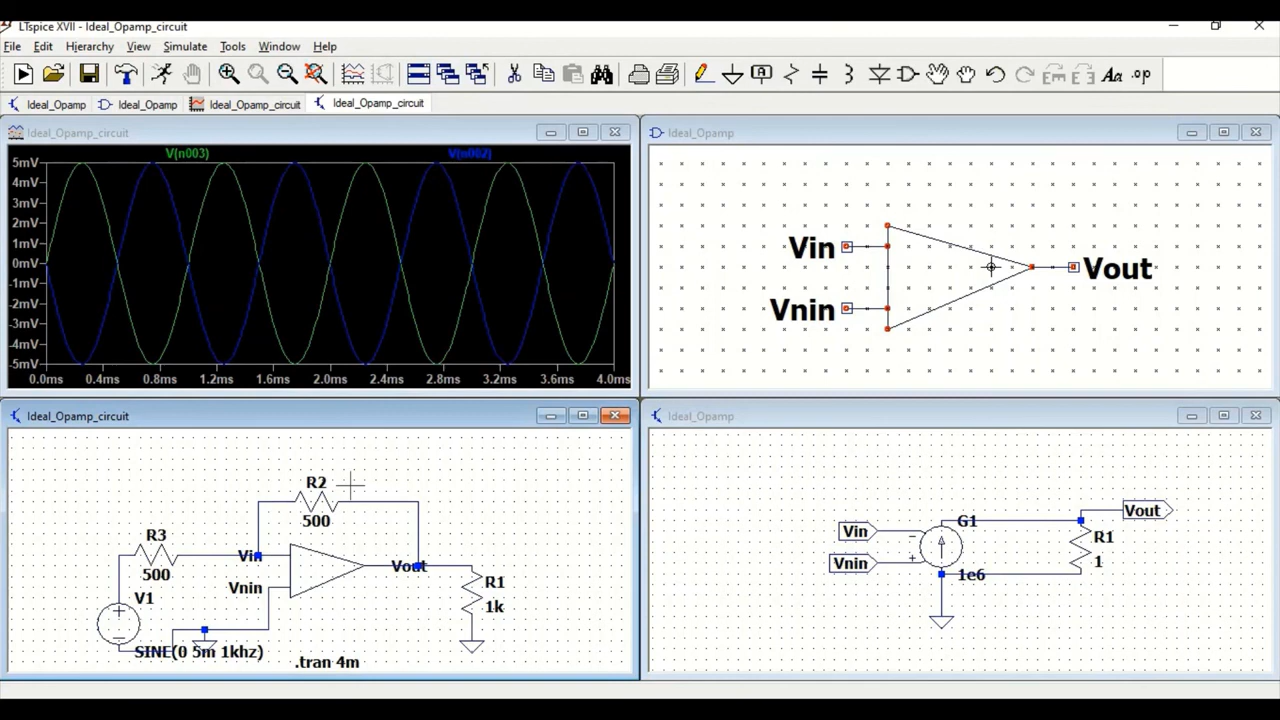 LTspice XVII - Ideal_Opamp_circuit
File Edit Hierarchy View Simulate Tools Window Help
Aa .op
Ideal_Opamp Ideal_Opamp Ideal_Opamp_circuit Ideal_Opamp_circuit
Ideal_Opamp_circuit
V(n003) V(n002)
5mV
4mV
3mV
2mV
1mV
0mV
-1mV
-2mV
-3mV
-4mV
-5mV
0.0ms 0.4ms 0.8ms 1.2ms 1.6ms 2.0ms 2.4ms 2.8ms 3.2ms 3.6ms 4.0ms
Ideal_Opamp
Vin
Vnin
Vout
Ideal_Opamp_circuit
R2
500
R3
500
Vin
Vnin
Vout
V1
R1
1k
SINE(0 5m 1khz)
.tran 4m
Ideal_Opamp
Vout
Vin
Vnin
G1
1e6
R1
1